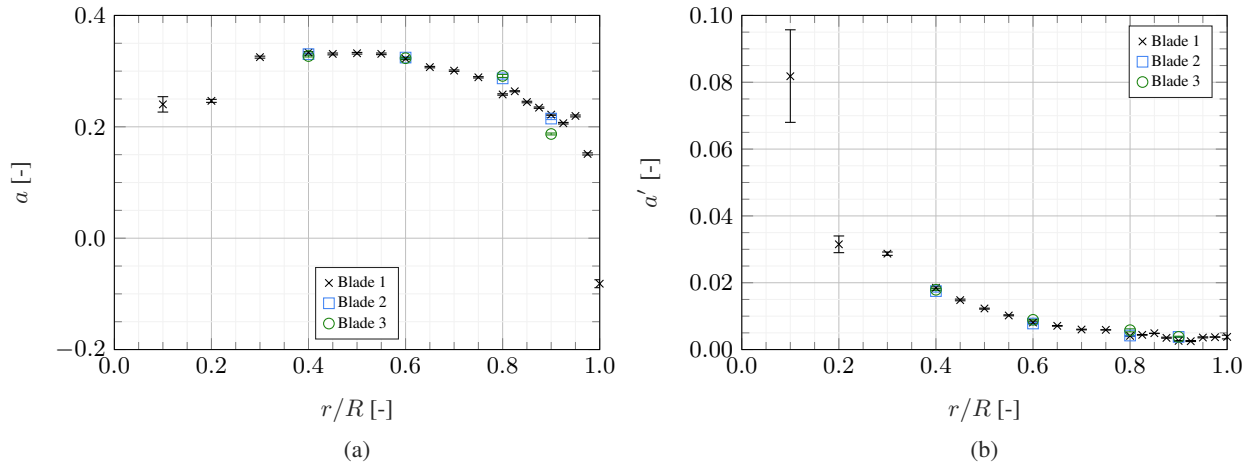 0.4
0.2
0.0
−0.2
a [-]
0.0 0.2 0.4 0.6 0.8 1.0
r/R [-]
Blade 1
Blade 2
Blade 3
(a)
0.10
0.08
0.06
0.04
0.02
0.00
a′ [-]
0.0 0.2 0.4 0.6 0.8 1.0
r/R [-]
Blade 1
Blade 2
Blade 3
(b)